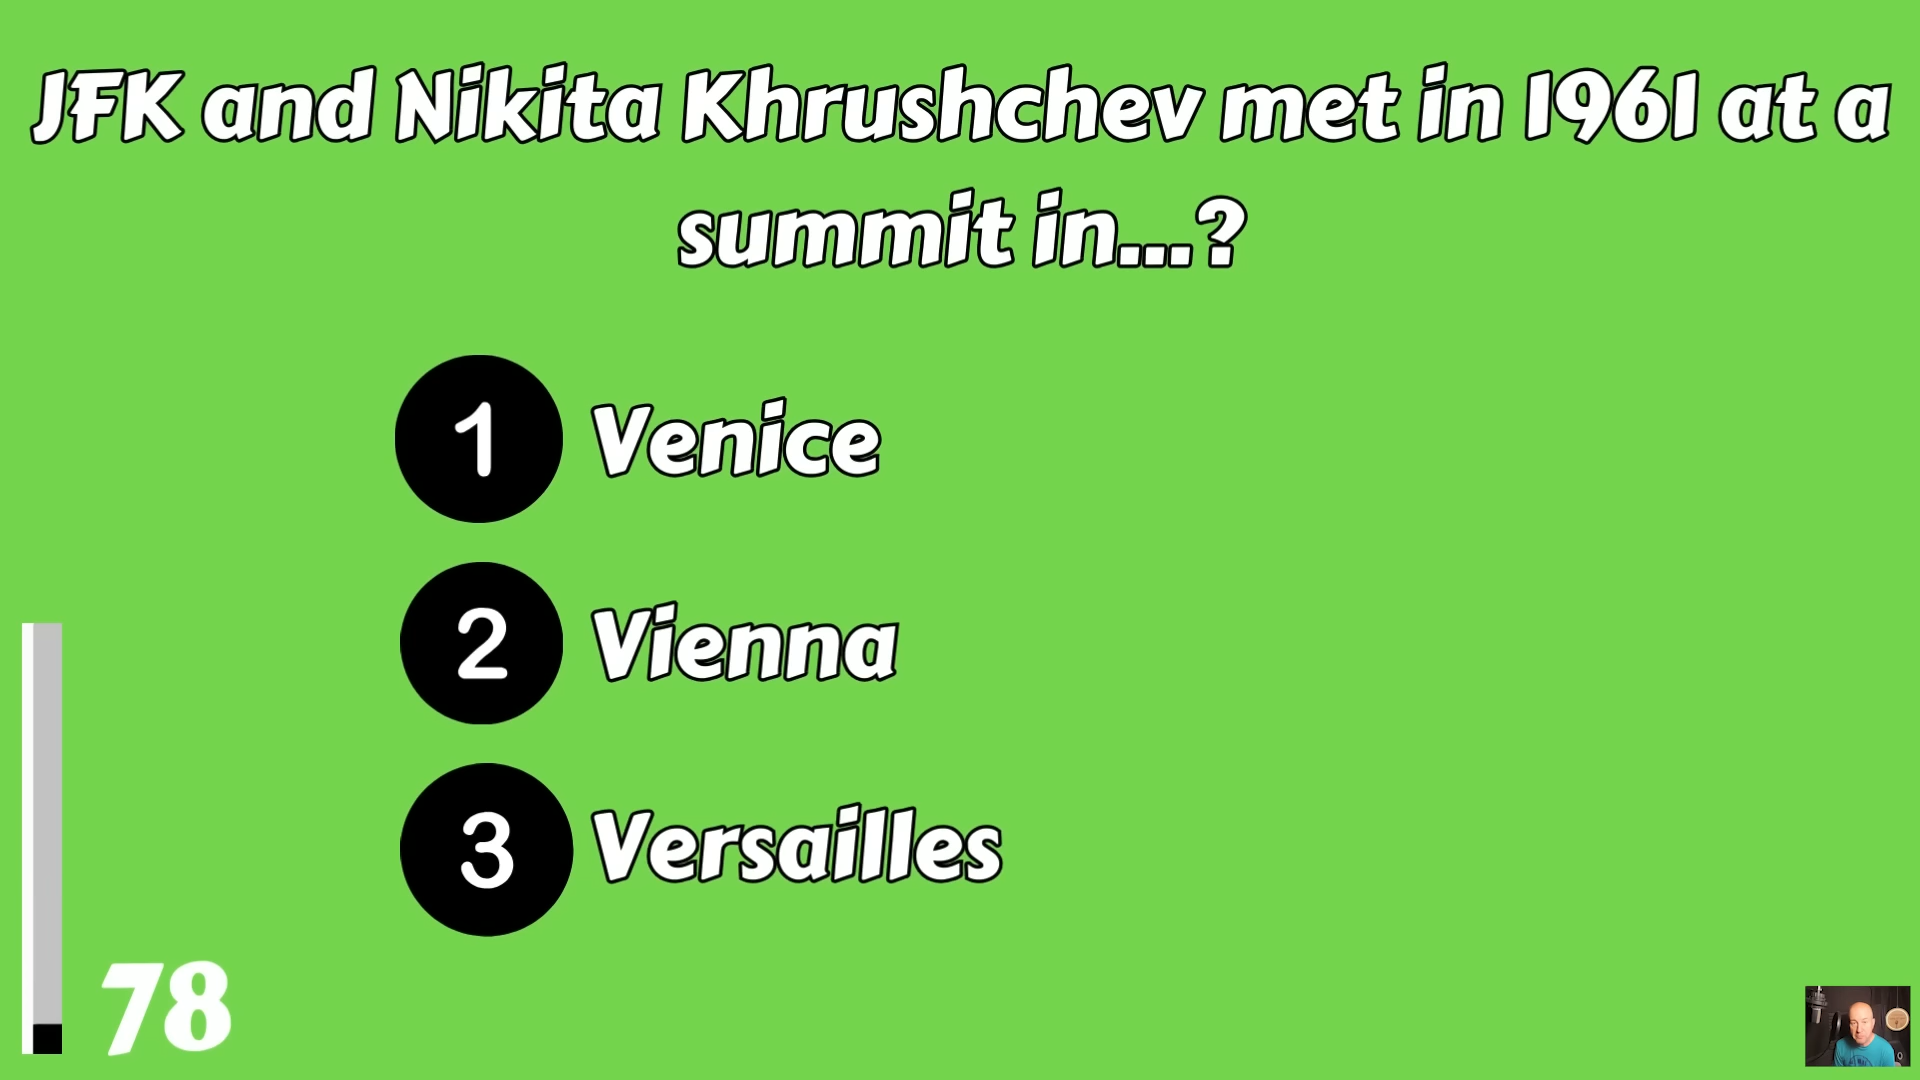 JFK and Nikita Khrushchev met in 1961 at a
summit in...?
1 Venice
2 Vienna
3 Versailles
78